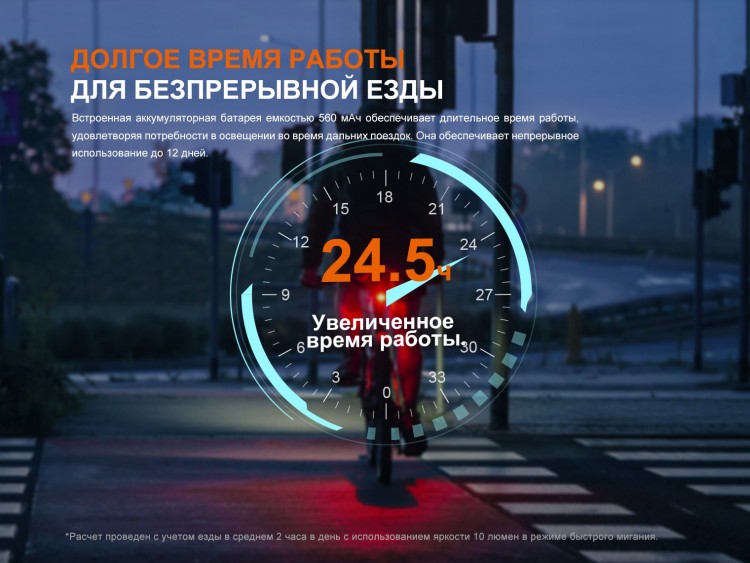 ДОЛГОЕ ВРЕМЯ РАБОТЫ
ДЛЯ БЕЗПРЕРЫВНОЙ ЕЗДЫ
Встроенная аккумуляторная батарея емкостью 560 мАч обеспечивает длительное время работы,
удовлетворяя потребности в освещении во время дальних поездок. Она обеспечивает непрерывное
использование до 12 дней.
18
15
21
12
24
24.5ч
9
27
Увеличенное
время работы.
6
30
3
33
0
*Расчет проведен с учетом езды в среднем 2 часа в день с использованием яркости 10 люмен в режиме быстрого мигания.